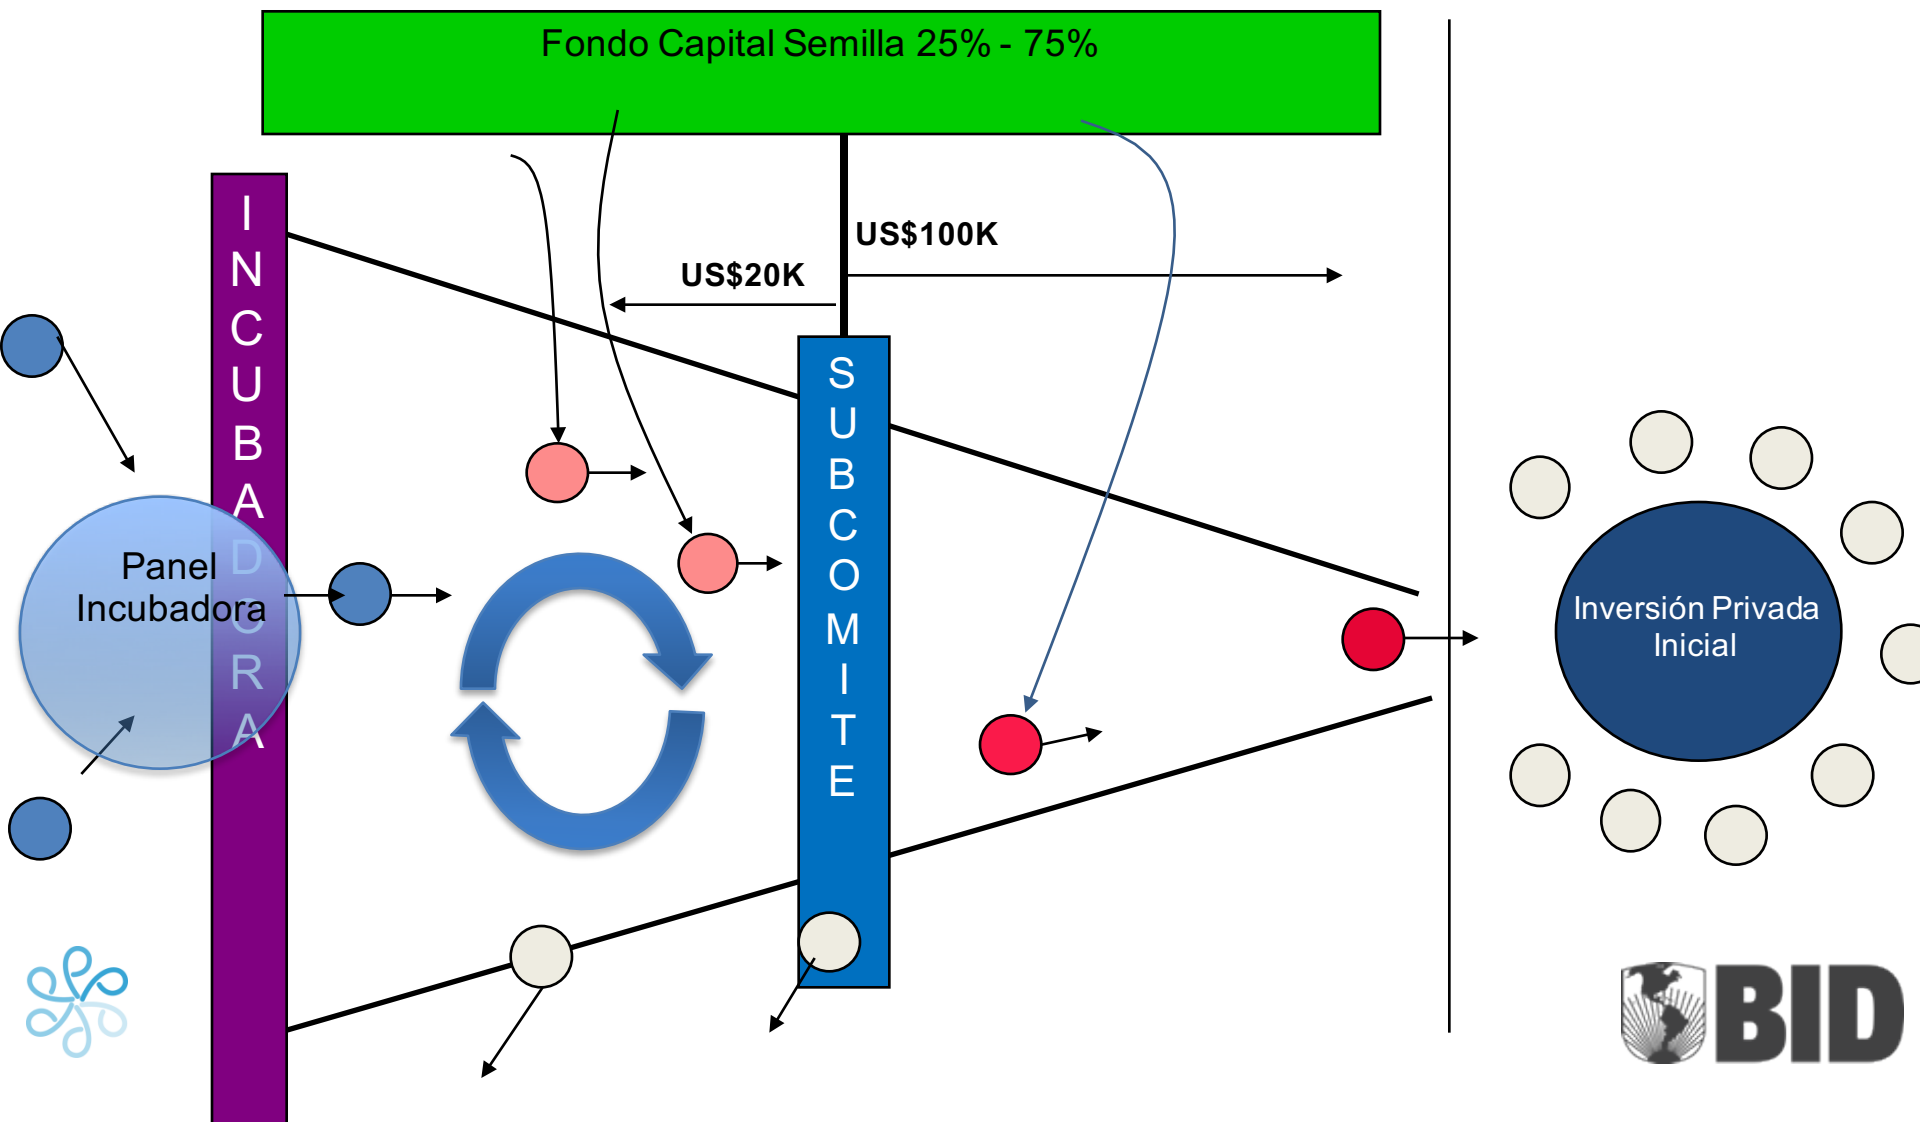 Fondo Capital Semilla 25% - 75%
INCUBADORA
US$100K
US$20K
SUBCOMITE
Panel
Incubadora
Inversión Privada
Inicial
BID